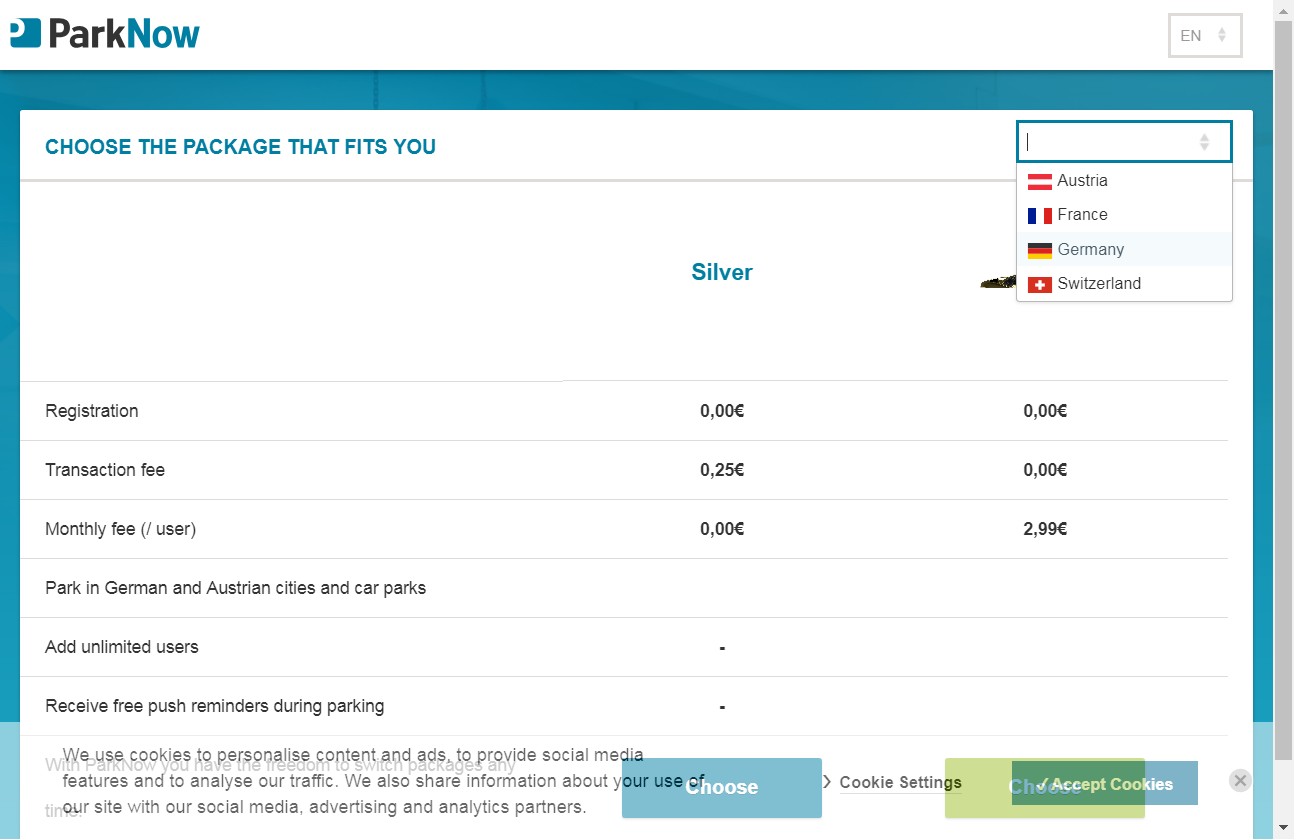 ParkNow
EN
CHOOSE THE PACKAGE THAT FITS YOU
Austria
France
Germany
Switzerland
Silver
Registration 0,00€ 0,00€
Transaction fee 0,25€ 0,00€
Monthly fee (/ user) 0,00€ 2,99€
Park in German and Austrian cities and car parks
Add unlimited users -
Receive free push reminders during parking -
With ParkNow you have the freedom to switch packages any
time.
We use cookies to personalise content and ads, to provide social media
features and to analyse our traffic. We also share information about your use of
our site with our social media, advertising and analytics partners.
Choose
Cookie Settings
Choose
✓Accept Cookies